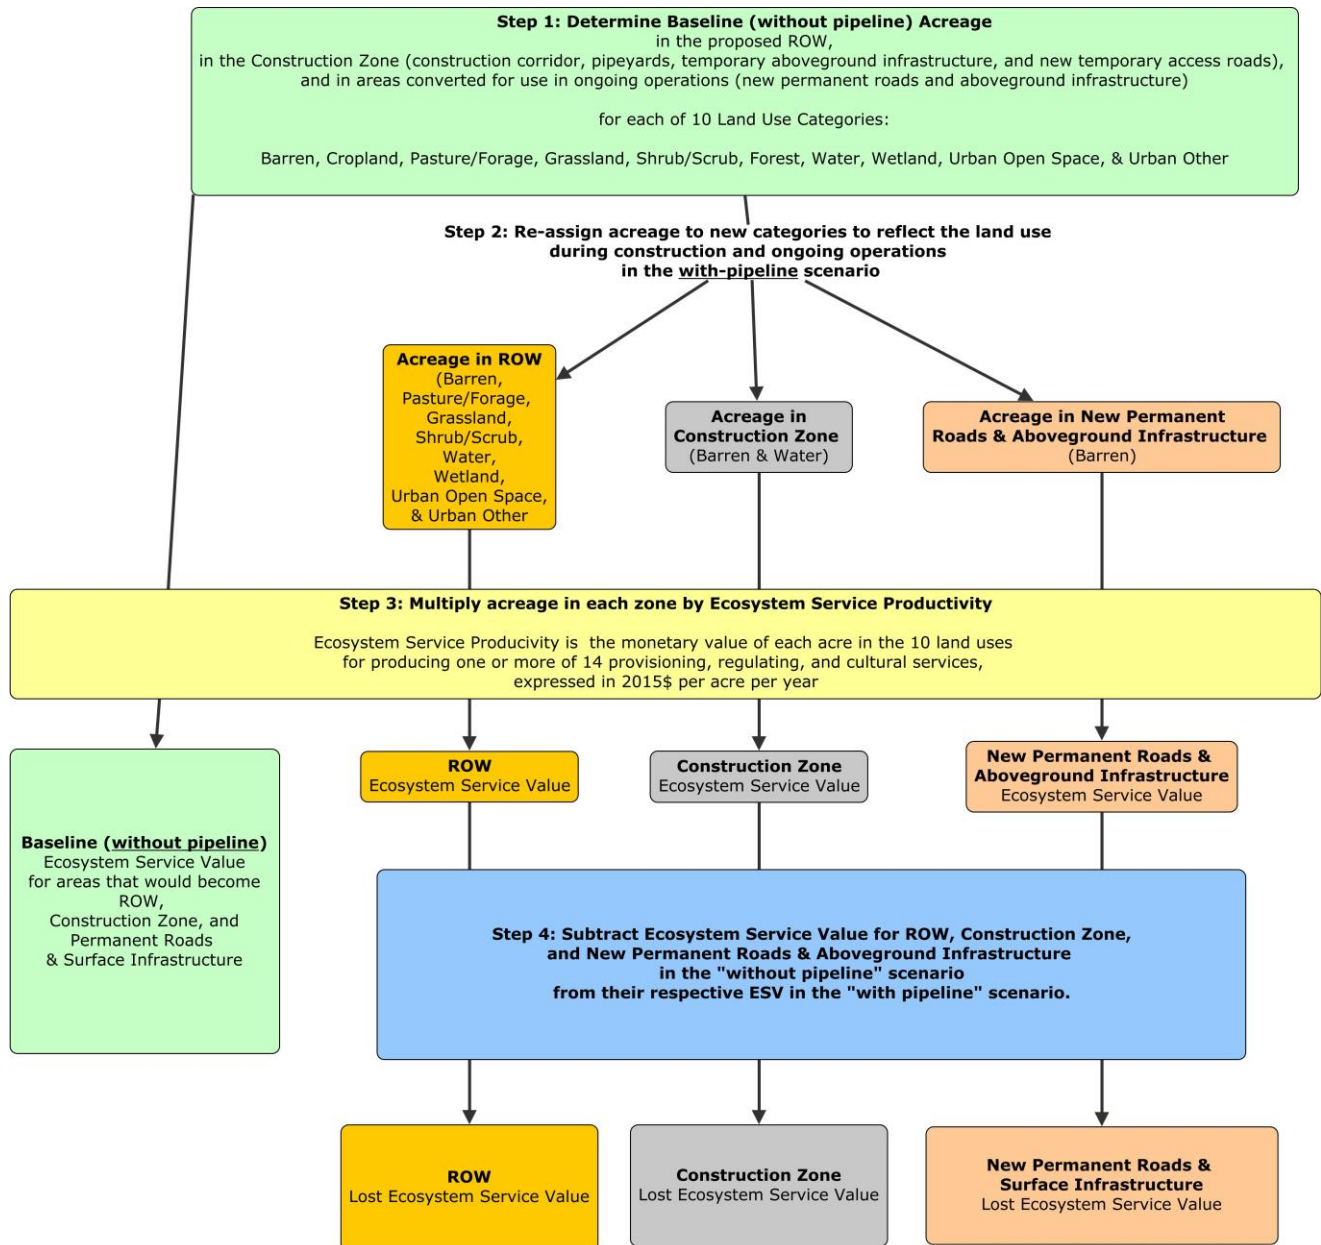 Step 1: Determine Baseline (without pipeline) Acreage
in the proposed ROW,
in the Construction Zone (construction corridor, pipeyards, temporary aboveground infrastructure, and new temporary access roads),
and in areas converted for use in ongoing operations (new permanent roads and aboveground infrastructure)
for each of 10 Land Use Categories:
Barren, Cropland, Pasture/Forage, Grassland, Shrub/Scrub, Forest, Water, Wetland, Urban Open Space, & Urban Other
Step 2: Re-assign acreage to new categories to reflect the land use
during construction and ongoing operations
in the with-pipeline scenario
Acreage in ROW
(Barren,
Pasture/Forage,
Grassland,
Shrub/Scrub,
Water,
Wetland,
Urban Open Space,
& Urban Other
Acreage in
Construction Zone
(Barren & Water)
Acreage in New Permanent
Roads & Aboveground Infrastructure
(Barren)
Step 3: Multiply acreage in each zone by Ecosystem Service Productivity
Ecosystem Service Producivity is the monetary value of each acre in the 10 land uses
for producing one or more of 14 provisioning, regulating, and cultural services,
expressed in 2015$ per acre per year
Baseline (without pipeline)
Ecosystem Service Value
for areas that would become
ROW,
Construction Zone, and
Permanent Roads
& Surface Infrastructure
ROW
Ecosystem Service Value
Construction Zone
Ecosystem Service Value
New Permanent Roads &
Aboveground Infrastructure
Ecosystem Service Value
Step 4: Subtract Ecosystem Service Value for ROW, Construction Zone,
and New Permanent Roads & Aboveground Infrastructure
in the "without pipeline" scenario
from their respective ESV in the "with pipeline" scenario.
ROW
Lost Ecosystem Service Value
Construction Zone
Lost Ecosystem Service Value
New Permanent Roads &
Surface Infrastructure
Lost Ecosystem Service Value